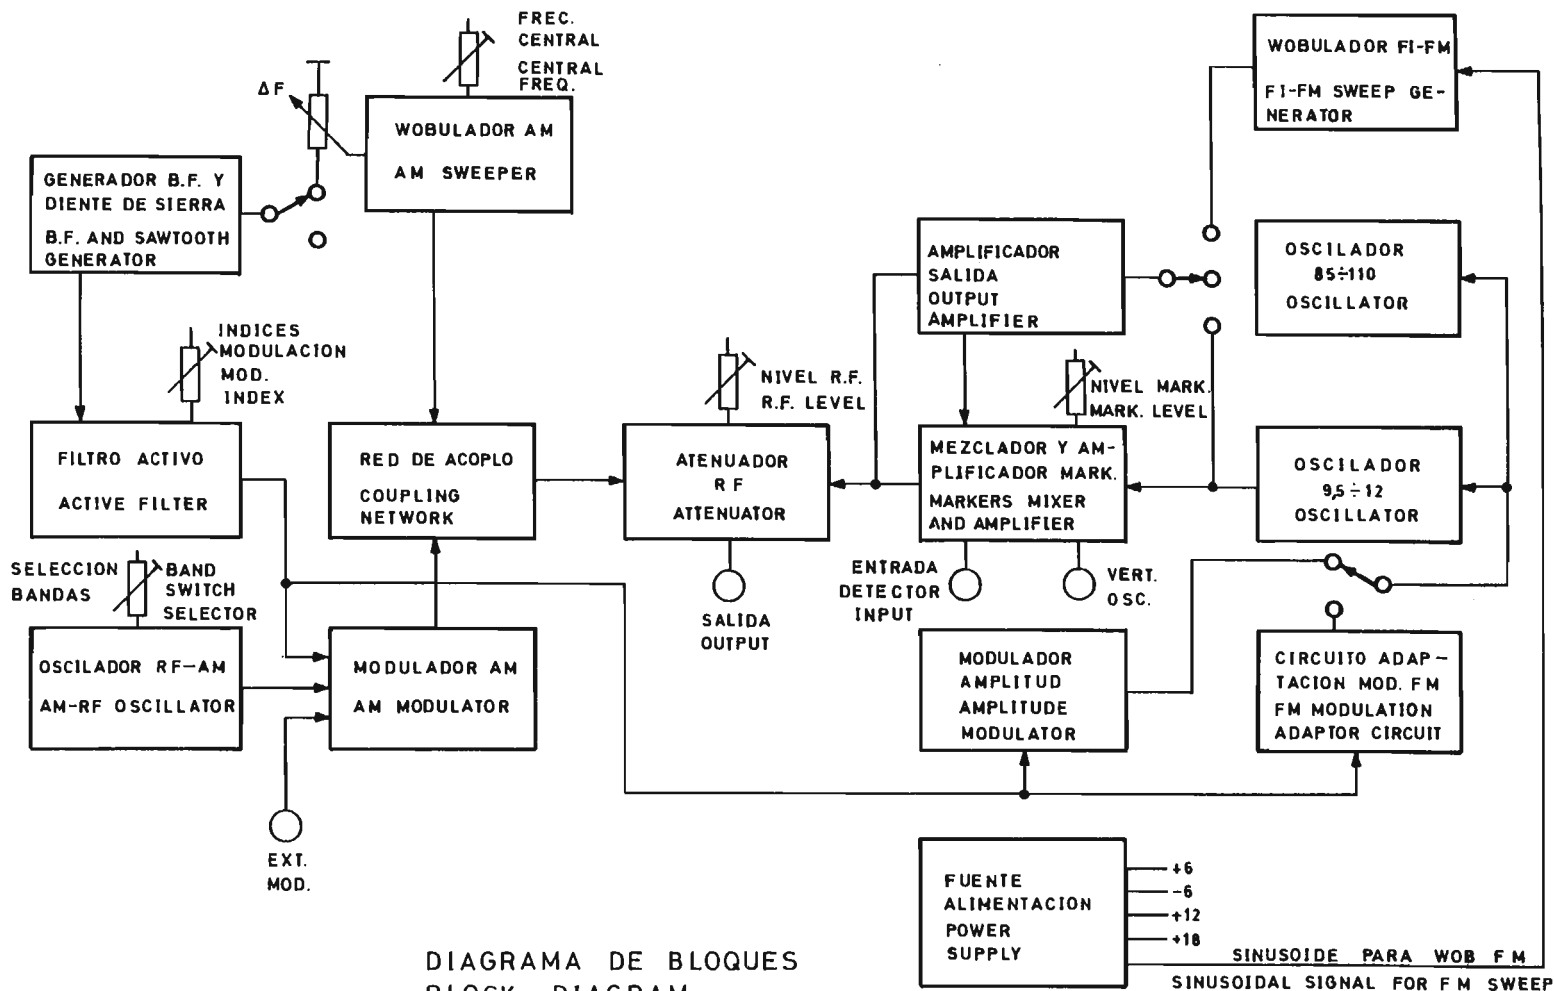 FREC.
CENTRAL
CENTRAL
FREQ.
ΔF
WOBULADOR AM
AM SWEEPER
WOBULADOR FI-FM
FI-FM SWEEP GE-
NERATOR
GENERADOR B.F. Y
DIENTE DE SIERRA
B.F. AND SAWTOOTH
GENERATOR
AMPLIFICADOR
SALIDA
OUTPUT
AMPLIFIER
OSCILADOR
85÷110
OSCILLATOR
INDICES
MODULACION
MOD.
INDEX
NIVEL R.F.
R.F. LEVEL
NIVEL MARK.
MARK. LEVEL
FILTRO ACTIVO
ACTIVE FILTER
RED DE ACOPLO
COUPLING
NETWORK
ATENUADOR
RF
ATTENUATOR
MEZCLADOR Y AM-
PLIFICADOR MARK.
MARKERS MIXER
AND AMPLIFIER
OSCILADOR
9,5÷12
OSCILLATOR
SELECCION
BANDAS
BAND
SWITCH
SELECTOR
SALIDA
OUTPUT
ENTRADA
DETECTOR
INPUT
VERT.
OSC.
OSCILADOR RF-AM
AM-RF OSCILLATOR
MODULADOR AM
AM MODULATOR
MODULADOR
AMPLITUD
AMPLITUDE
MODULATOR
CIRCUITO ADAP-
TACION MOD. FM
FM MODULATION
ADAPTOR CIRCUIT
EXT.
MOD.
FUENTE
ALIMENTACION
POWER
SUPPLY
+6
-6
+12
+18
SINUSOIDE PARA WOB FM
SINUSOIDAL SIGNAL FOR FM SWEEP
DIAGRAMA DE BLOQUES
BLOCK DIAGRAM